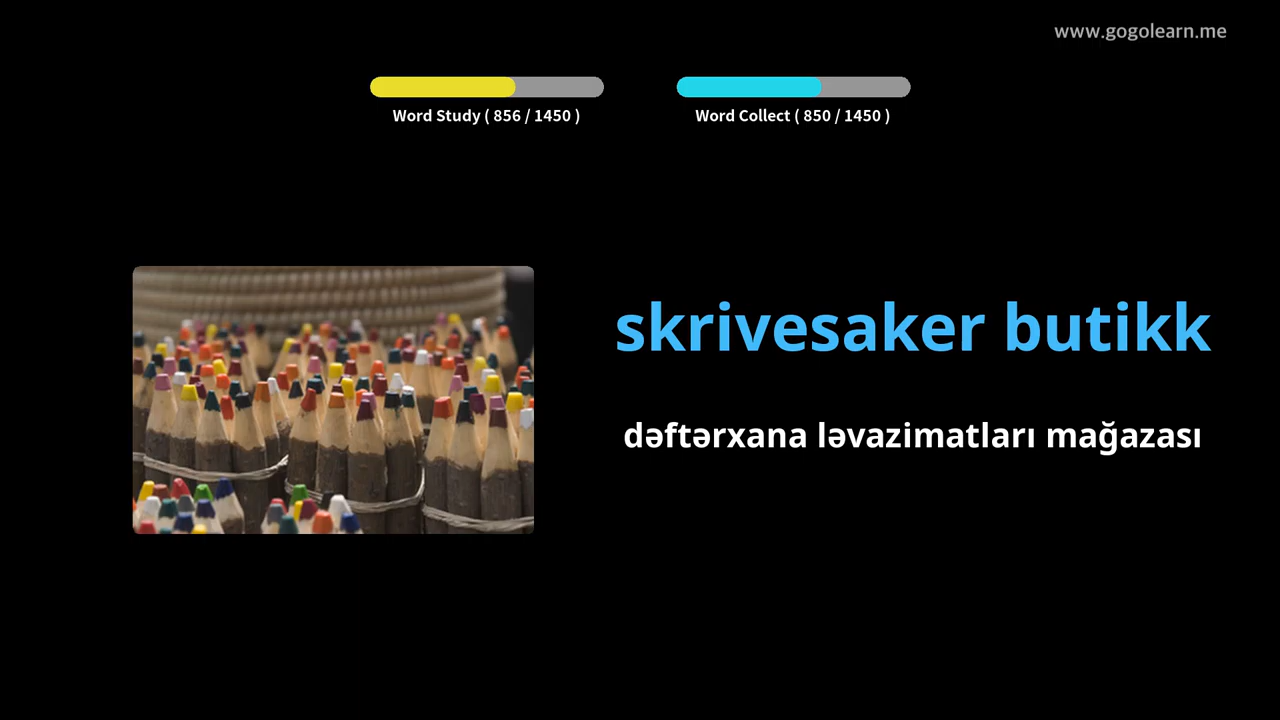 www.gogolearn.me
Word Study ( 856 / 1450 )
Word Collect ( 850 / 1450 )
skrivesaker butikk
dəftərxana ləvazimatları mağazası